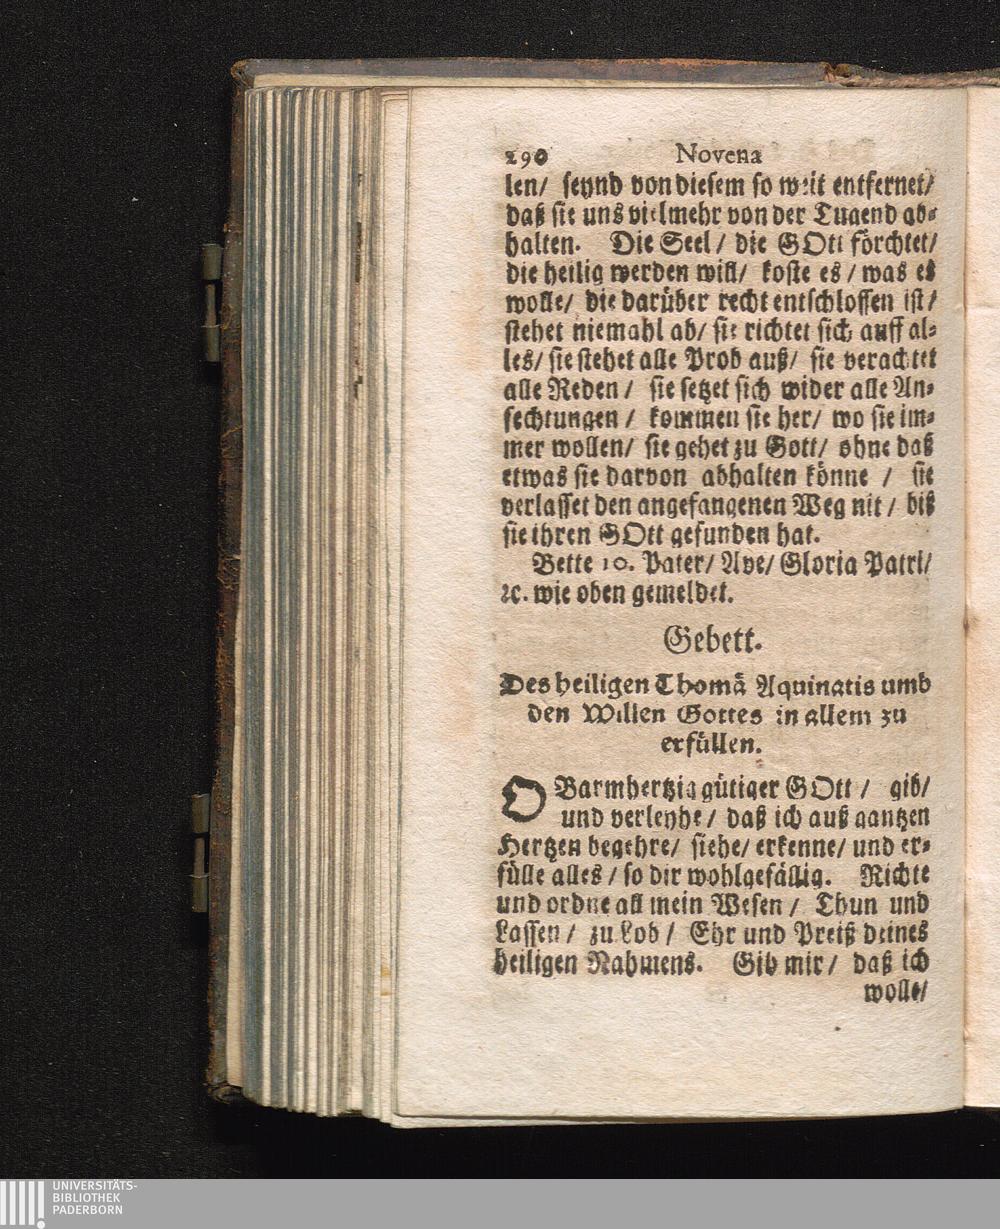 290 Novena
len/ seynd von diesem so weit entfernet/
daß sie uns vielmehr von der Tugend ab-
halten. Die Seel / die GOtt förchtet/
die heilig werden will/ koste es / was es
wolle/ die darüber recht entschlossen ist /
stehet niemahl ab/ sie richtet sich auff al-
les/ sie stehet alle Prob auß/ sie verachtet
alle Reden / sie setzet sich wider alle An-
fechtungen / kommen sie her/ wo sie im-
mer wollen/ sie gehet zu Gott/ ohne daß
etwas sie darvon abhalten könne / sie
verlasset den angefangenen Weg nit / biß
sie ihren GOtt gefunden hat.
Bette 10. Pater/ Ave/ Gloria Patri/
ꝛc. wie oben gemeldet.
Gebett.
Des heiligen Thomä Aquinatis umb
den Willen Gottes in allem zu
erfüllen.
O Barmhertzig gütiger GOtt / gib/
und verleyhe / daß ich auß gantzen
Hertzen begehre/ siehe/ erkenne/ und er-
fülle alles / so dir wohlgefällig. Richte
und ordne all mein Wesen / Thun und
Lassen / zu Lob / Ehr und Preiß deines
heiligen Nahmens. Gib mir / daß ich
wolle/
UNIVERSITÄTS-
BIBLIOTHEK
PADERBORN